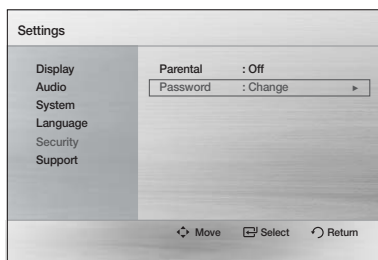 Settings
Display
Audio
System
Language
Security
Support
Parental : Off
Password : Change ►
Move Select Return